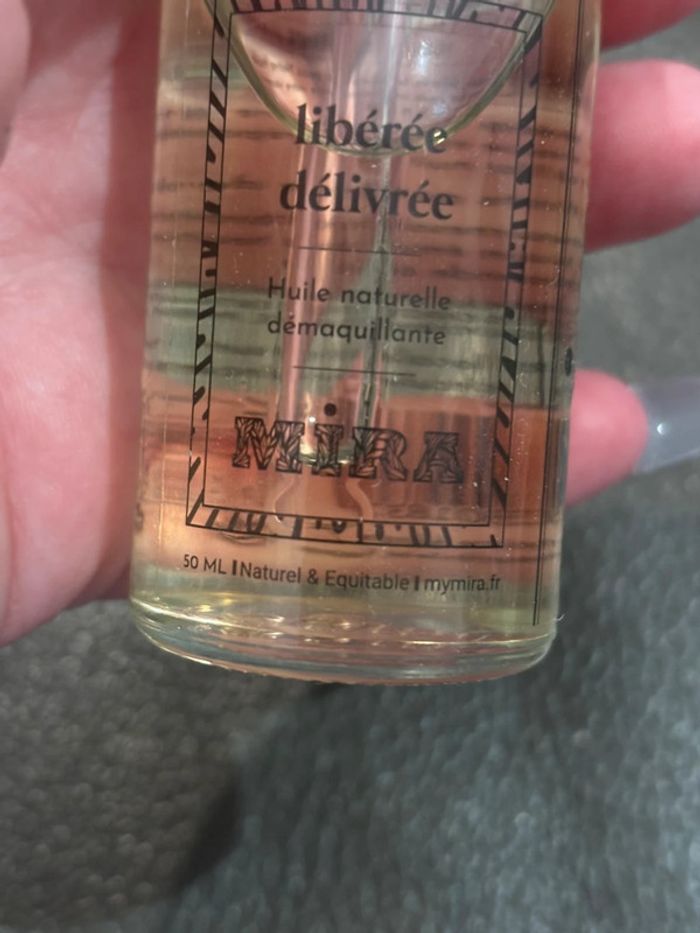 libérée
délivrée
Huile naturelle
démaquillante
MiRA
50 ML | Naturel & Equitable | mymira.fr